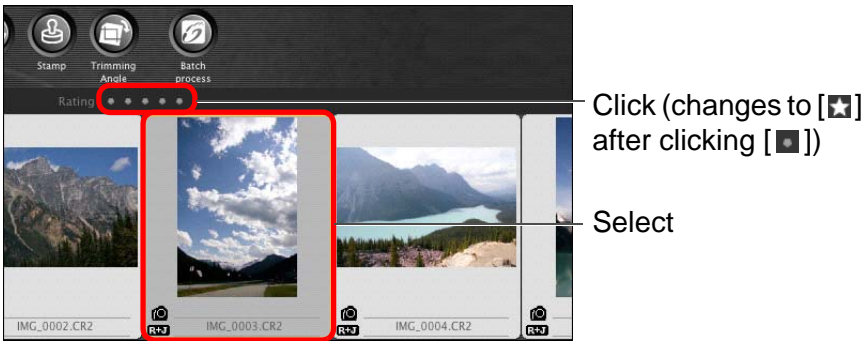 Stamp
Trimming
Angle
Batch
process
Rating
Click (changes to [★]
after clicking [•])
Select
IMG_0002.CR2
R+J
IMG_0003.CR2
R+J
IMG_0004.CR2
R+J